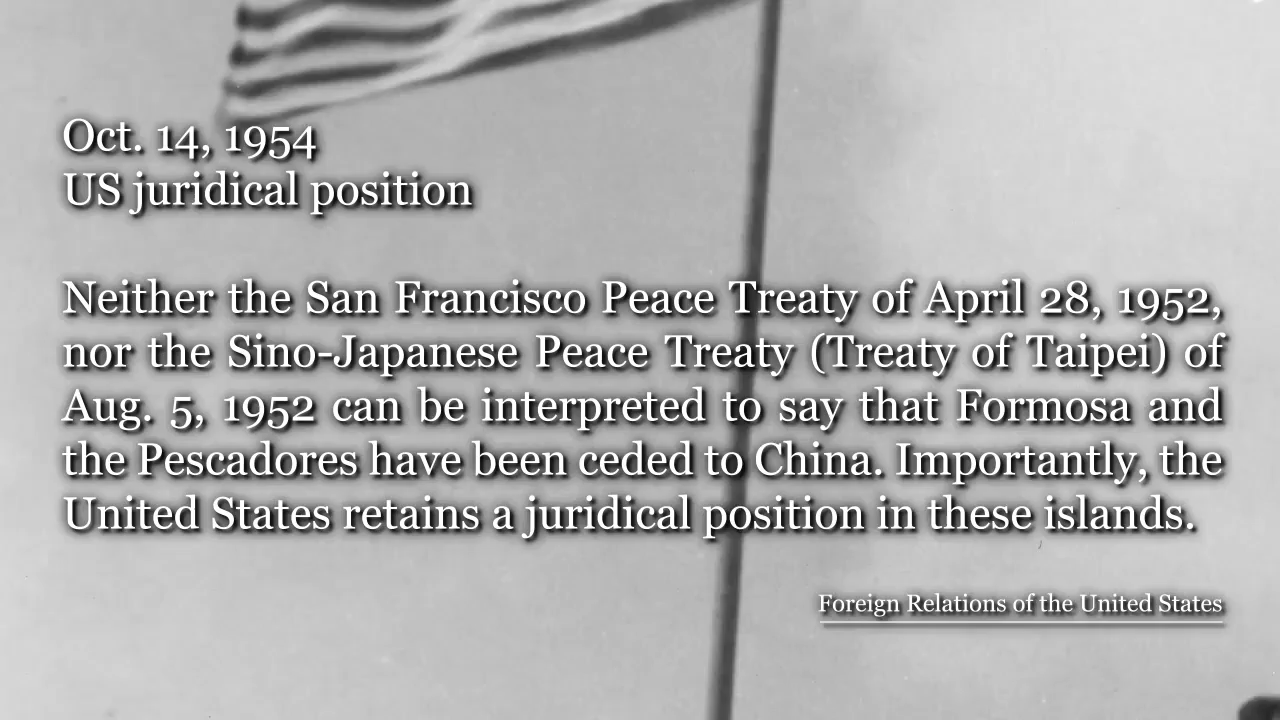 Oct. 14, 1954
US juridical position
Neither the San Francisco Peace Treaty of April 28, 1952,
nor the Sino-Japanese Peace Treaty (Treaty of Taipei) of
Aug. 5, 1952 can be interpreted to say that Formosa and
the Pescadores have been ceded to China. Importantly, the
United States retains a juridical position in these islands.
Foreign Relations of the United States